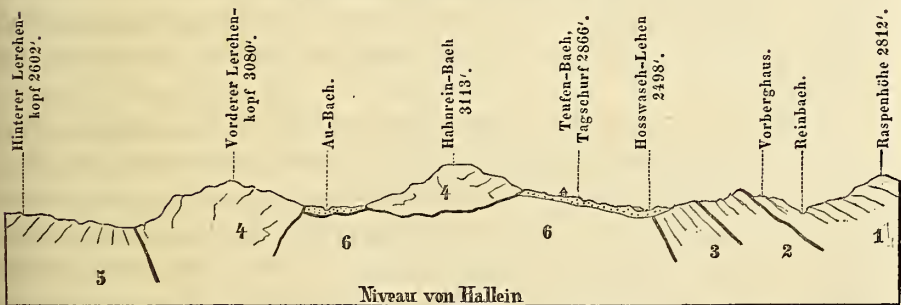 Hinterer Lerchen-
kopf 2602'.
Vorderer Lerchen-
kopf 3080'.
Au-Bach.
Hahnrein-Bach
3113'.
Teufen-Bach,
Tagschurf 2866'.
Hosswasch-Lehen
2498'.
Vorberghaus.
Reinbach.
Raspenhöhe 2812'.
5
4
6
4
6
3
2
1
Niveau von Hallein